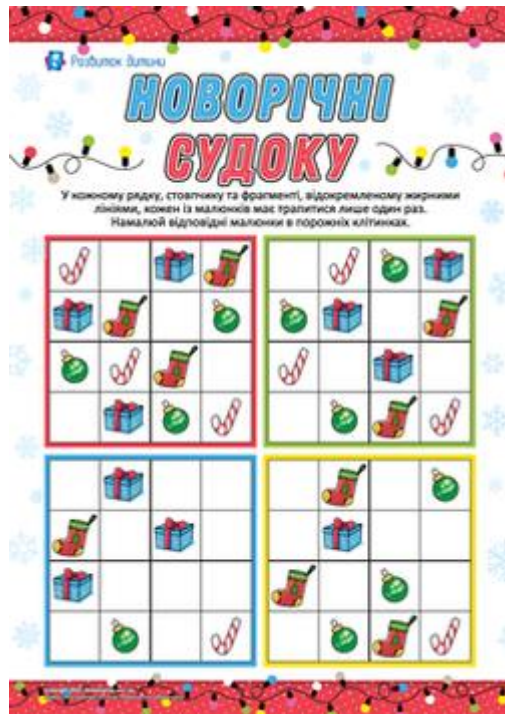 Розвиток дитини
НОВОРІЧНІ
СУДОКУ
У кожному рядку, стовпчику та фрагменті, відокремленому жирними
лініями, кожен із малюнків має трапитися лише один раз.
Намалюй відповідні малюнки в порожніх клітинках.